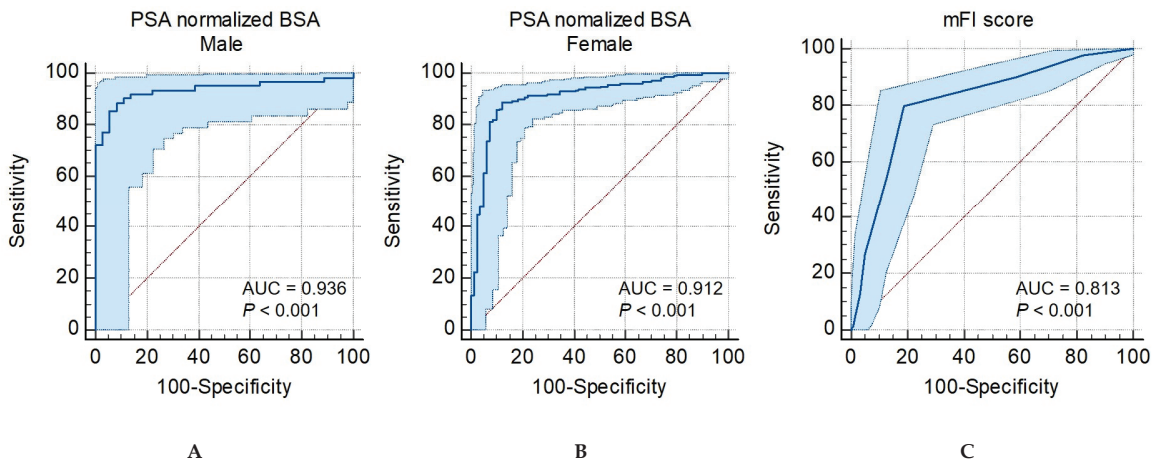 PSA normalized BSA
Male
100
80
60
40
20
0
Sensitivity
AUC = 0.936
P < 0.001
0 20 40 60 80 100
100-Specificity
A
PSA nomalized BSA
Female
100
80
60
40
20
0
Sensitivity
AUC = 0.912
P < 0.001
0 20 40 60 80 100
100-Specificity
B
mFI score
100
80
60
40
20
0
Sensitivity
AUC = 0.813
P < 0.001
0 20 40 60 80 100
100-Specificity
C